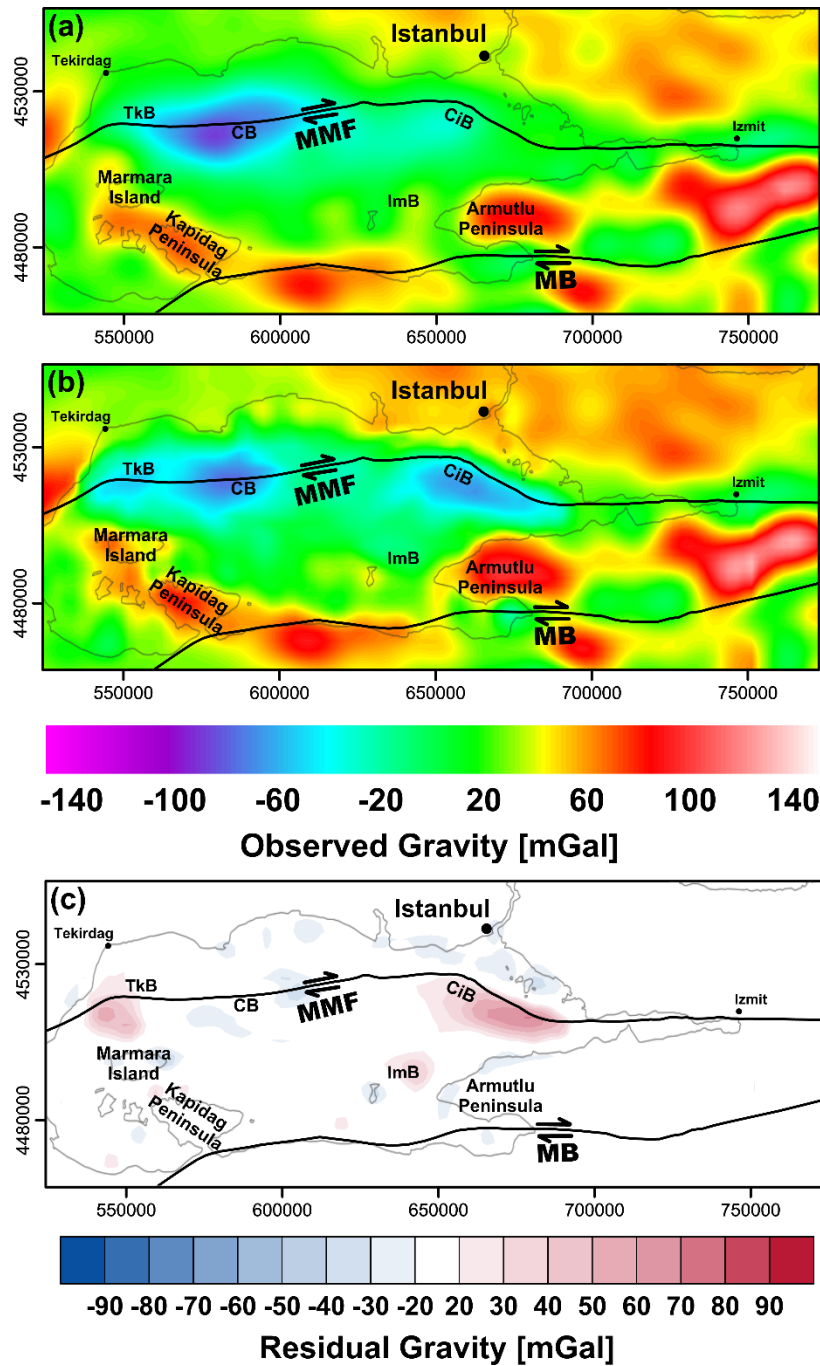 (a)
Istanbul
Tekirdag
4530000
TkB
CB
MMF
CiB
Izmit
Marmara
Island
Kapidag
Peninsula
ImB
Armutlu
Peninsula
4480000
MB
550000 600000 650000 700000 750000
(b)
Istanbul
Tekirdag
4530000
TkB
CB
MMF
CiB
Izmit
Marmara
Island
Kapidag
Peninsula
ImB
Armutlu
Peninsula
4480000
MB
550000 600000 650000 700000 750000
-140 -100 -60 -20 20 60 100 140
Observed Gravity [mGal]
(c)
Istanbul
Tekirdag
4530000
TkB
CB
MMF
CiB
Izmit
Marmara
Island
Kapidag
Peninsula
ImB
Armutlu
Peninsula
4480000
MB
550000 600000 650000 700000 750000
-90 -70 -60 -50 -40 -30 -20 20 30 40 50 60 70 80 90
Residual Gravity [mGal]